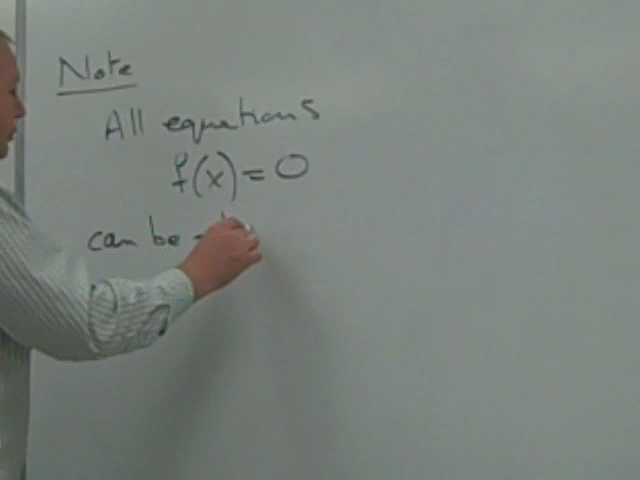 Note
All equations
f(x) = 0
can be